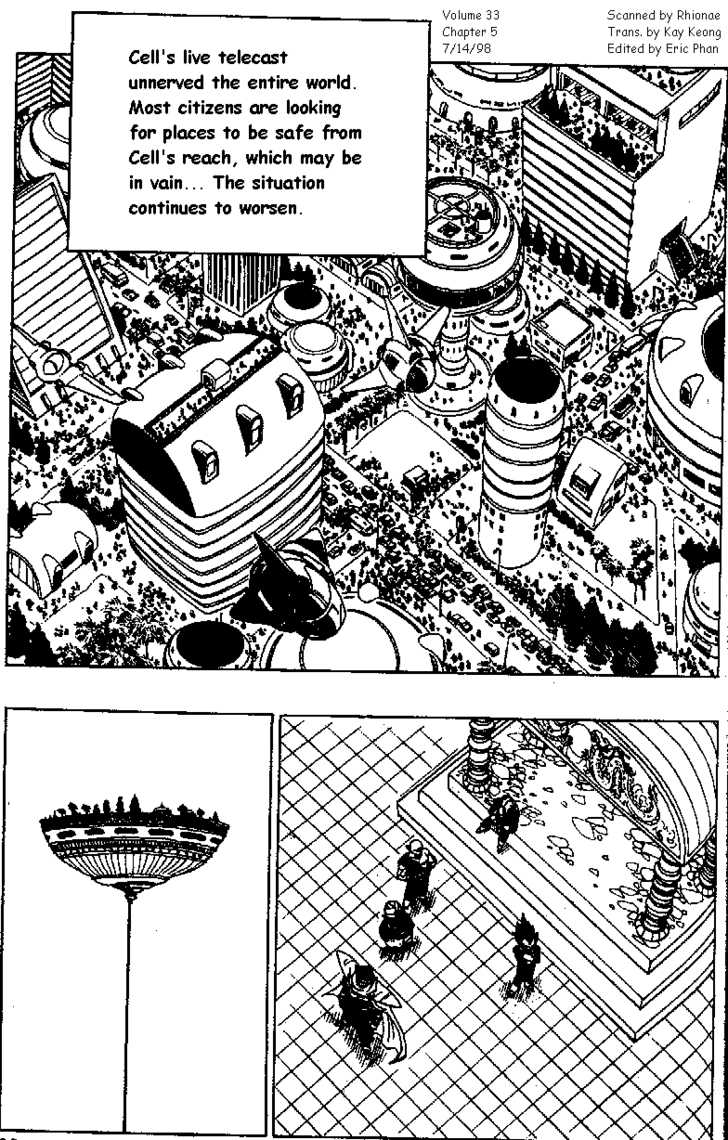 Volume 33
Chapter 5
7/14/98
Scanned by Rhionae
Trans. by Kay Keong
Edited by Eric Phan
Cell's live telecast
unnerved the entire world.
Most citizens are looking
for places to be safe from
Cell's reach, which may be
in vain... The situation
continues to worsen.